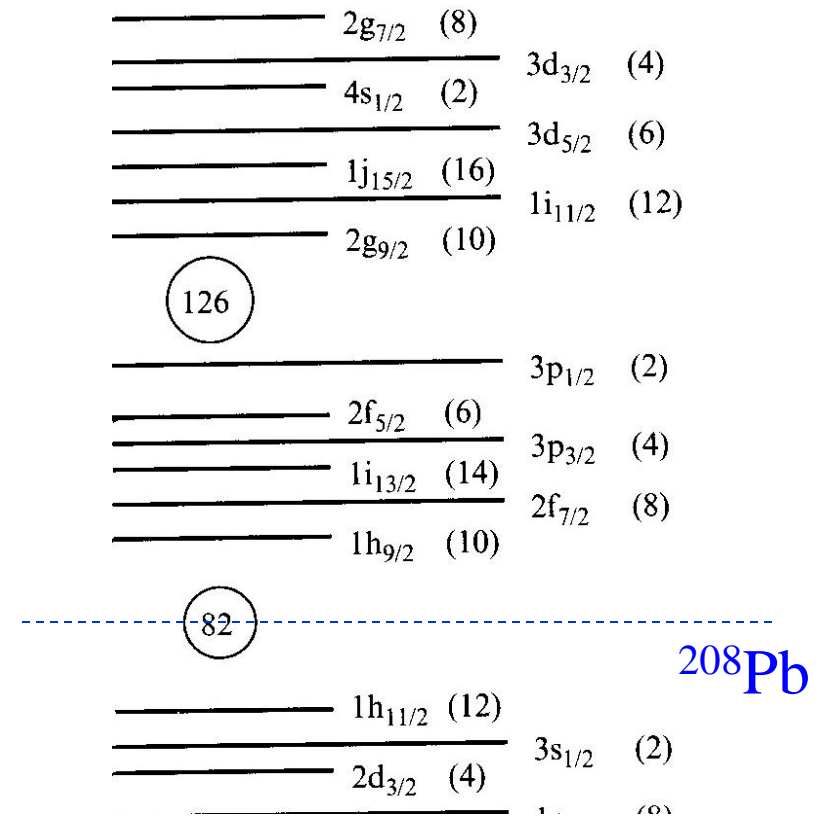 2g7/2 (8)
3d3/2 (4)
4s1/2 (2)
3d5/2 (6)
1j15/2 (16)
1i11/2 (12)
2g9/2 (10)
126
3p1/2 (2)
2f5/2 (6)
3p3/2 (4)
1i13/2 (14)
2f7/2 (8)
1h9/2 (10)
82
208Pb
1h11/2 (12)
3s1/2 (2)
2d3/2 (4)
(8)